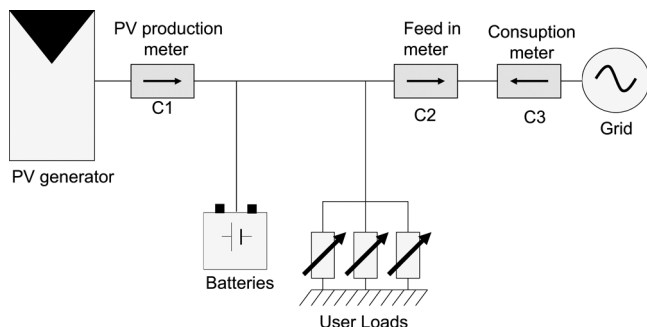 PV production
meter
Feed in
meter
Consuption
meter
C1
C2
C3
Grid
PV generator
Batteries
User Loads